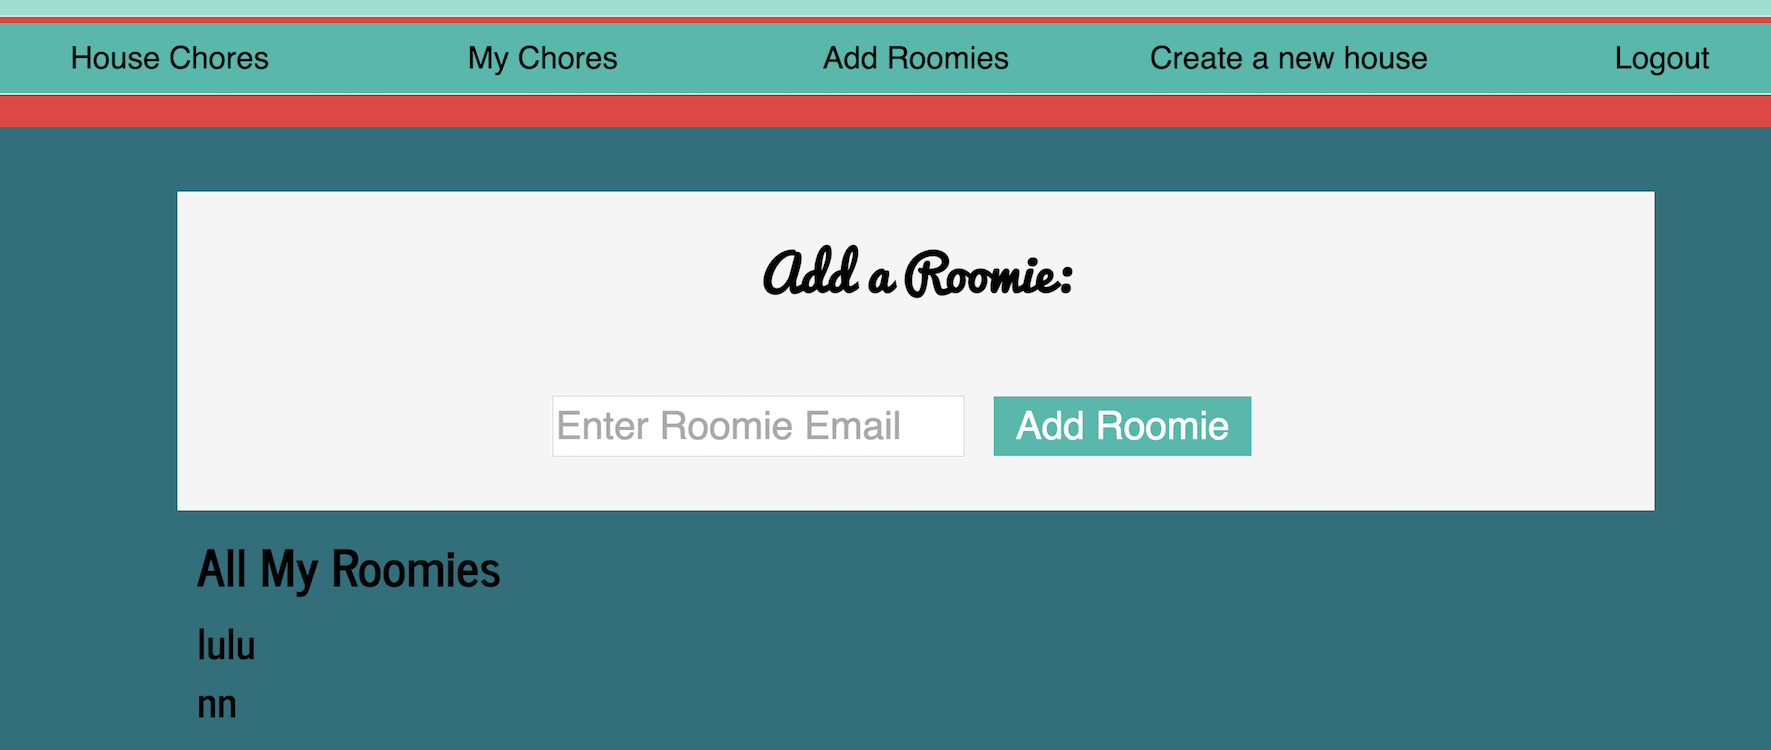 House Chores My Chores Add Roomies Create a new house Logout
Add a Roomie:
Enter Roomie Email Add Roomie
All My Roomies
lulu
nn